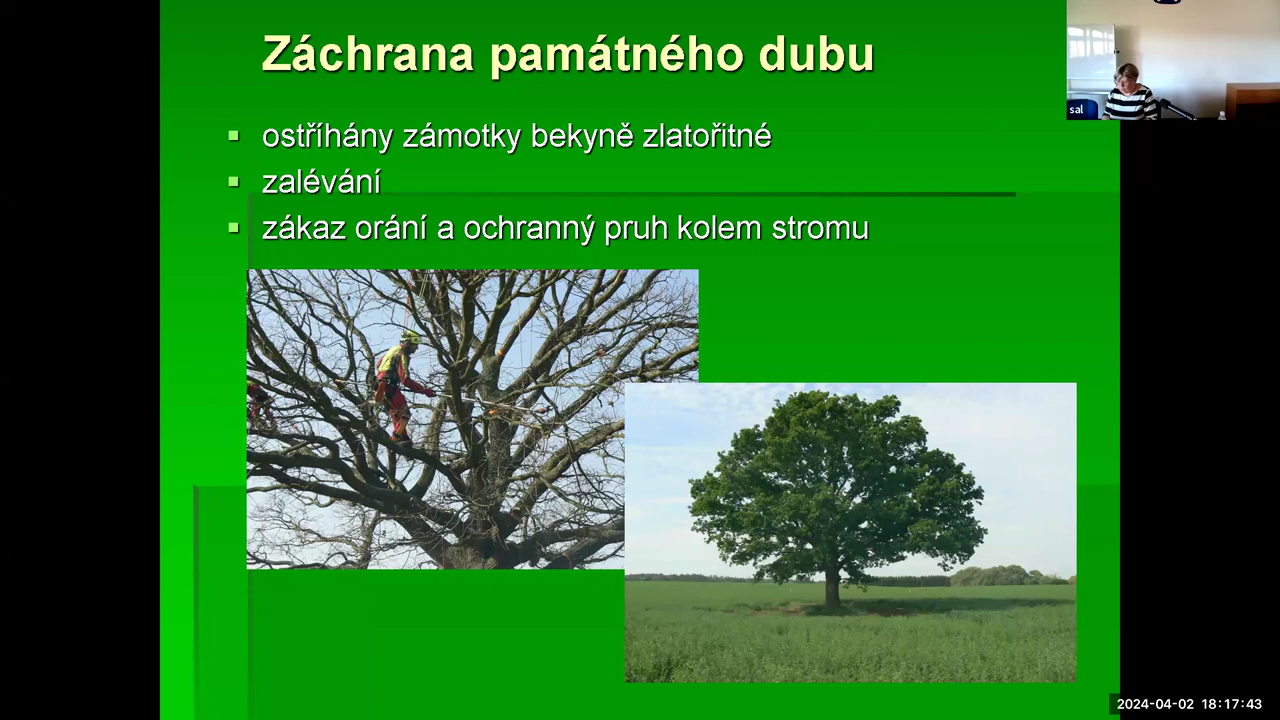 Záchrana památného dubu
ostříhány zámotky bekyně zlatořitné
zalévání
zákaz orání a ochranný pruh kolem stromu
sal
2024-04-02 18:17:43